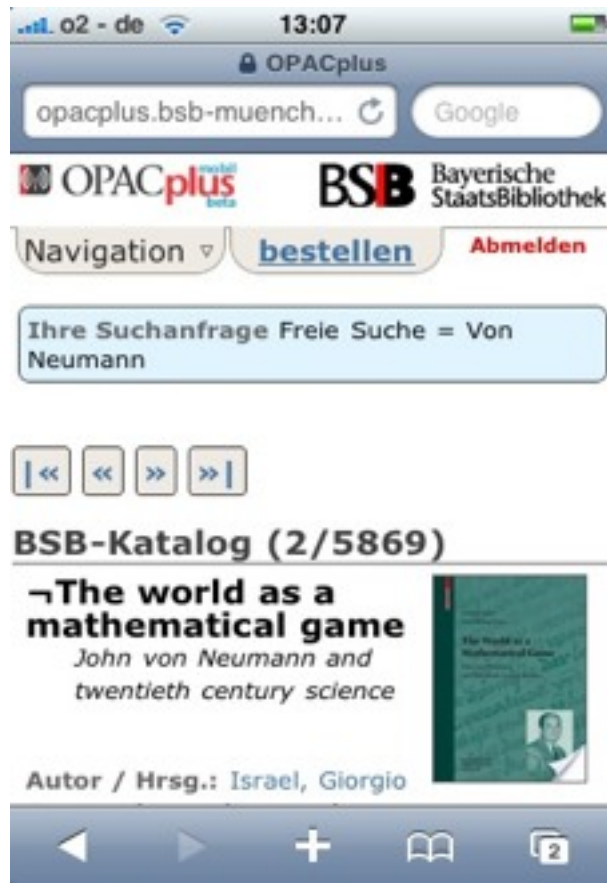 o2 - de 13:07
OPACplus
opacplus.bsb-muench... Google
OPACplus mobil beta BSB Bayerische StaatsBibliothek
Navigation ▿ bestellen Abmelden
Ihre Suchanfrage Freie Suche = Von
Neumann
|« « » »|
BSB-Katalog (2/5869)
¬The world as a
mathematical game
John von Neumann and
twentieth century science
The World as a
Mathematical Game
Autor / Hrsg.: Israel, Giorgio
2